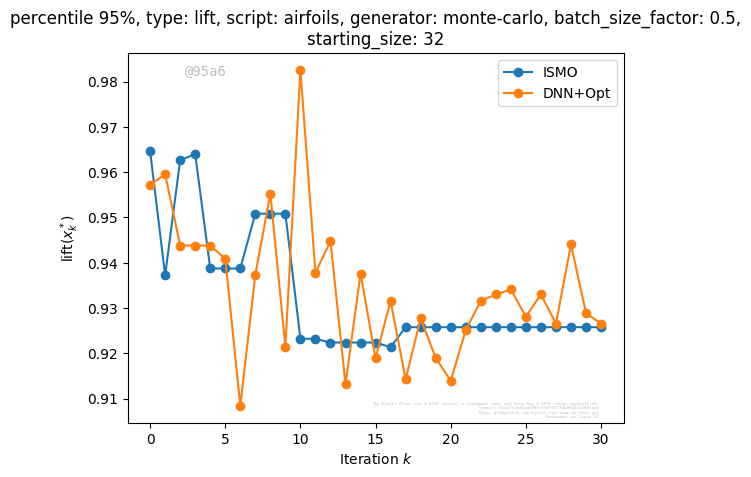 percentile 95%, type: lift, script: airfoils, generator: monte-carlo, batch_size_factor: 0.5,
starting_size: 32
@95a6
ISMO
DNN+Opt
0.98
0.97
0.96
0.95
0.94
0.93
0.92
0.91
lift(x*k)
0 5 10 15 20 25 30
Iteration k